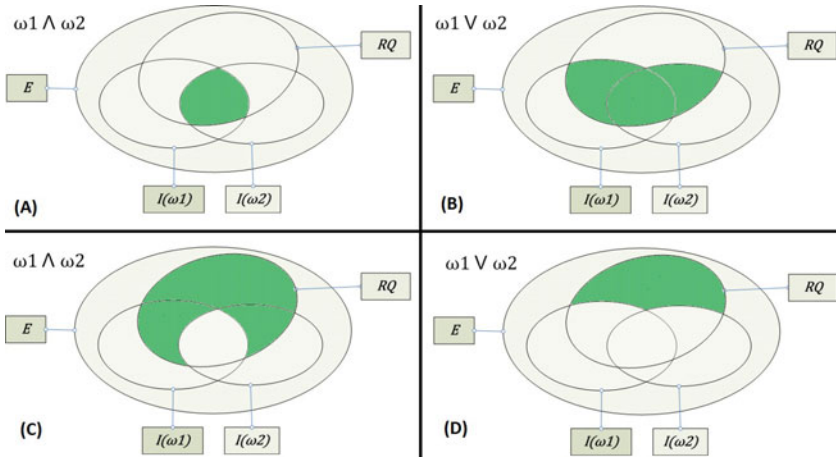 ω1 Λ ω2
RQ
E
I(ω1) I(ω2)
(A)
ω1 V ω2
RQ
E
I(ω1) I(ω2)
(B)
ω1 Λ ω2
RQ
E
I(ω1) I(ω2)
(C)
ω1 V ω2
RQ
E
I(ω1) I(ω2)
(D)